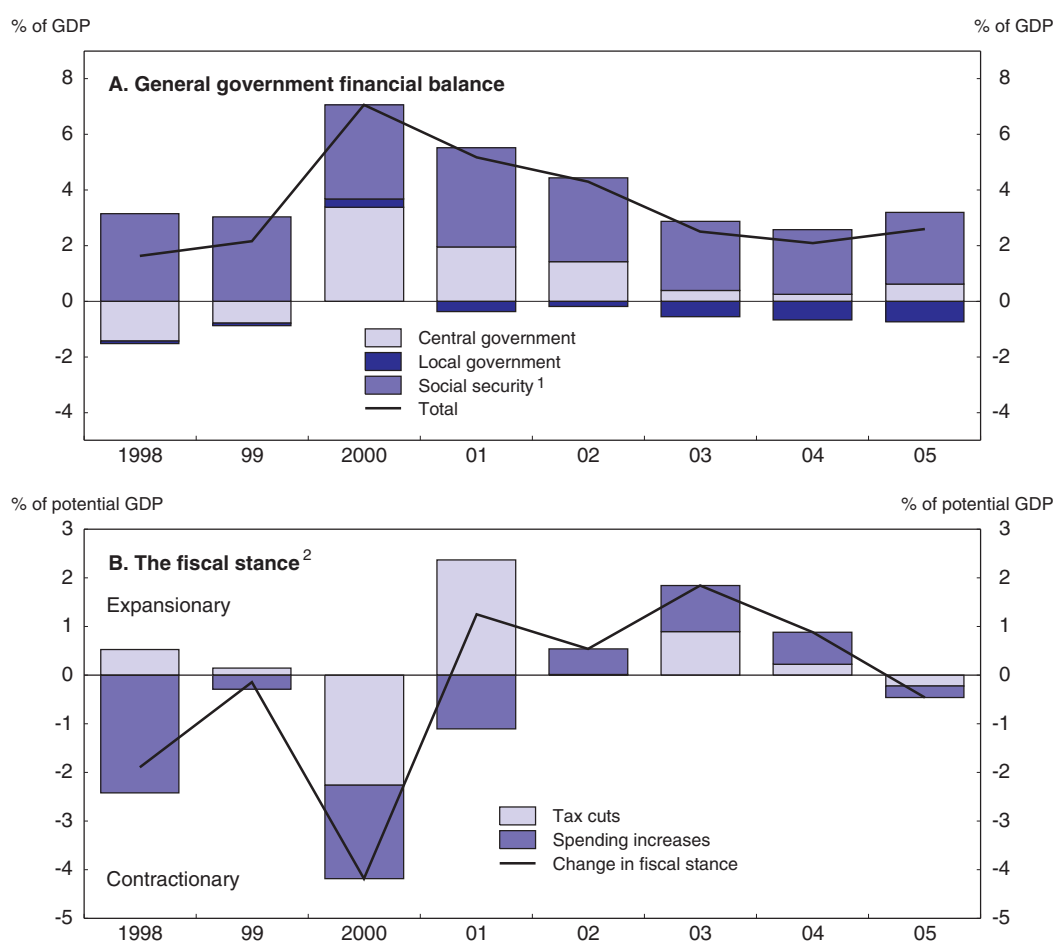 % of GDP % of GDP
A. General government financial balance
8 8
6 6
4 4
2 2
0 0
-2 -2
-4 -4
Central government
Local government
Social security 1
Total
1998 99 2000 01 02 03 04 05
% of potential GDP % of potential GDP
3 3
B. The fiscal stance 2
2 2
Expansionary
1 1
0 0
-1 -1
-2 -2
-3 -3
Tax cuts
Spending increases
Change in fiscal stance
-4 -4
Contractionary
-5 -5
1998 99 2000 01 02 03 04 05